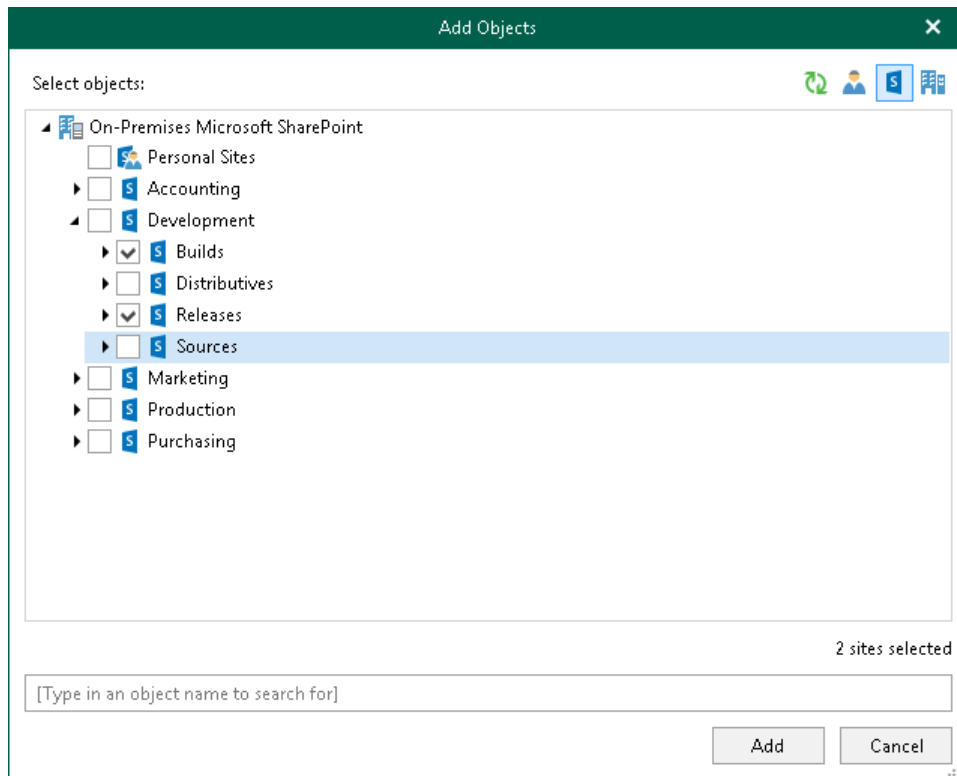 Add Objects
Select objects:
On-Premises Microsoft SharePoint
Personal Sites
Accounting
Development
Builds
Distributives
Releases
Sources
Marketing
Production
Purchasing
2 sites selected
[Type in an object name to search for]
Add Cancel